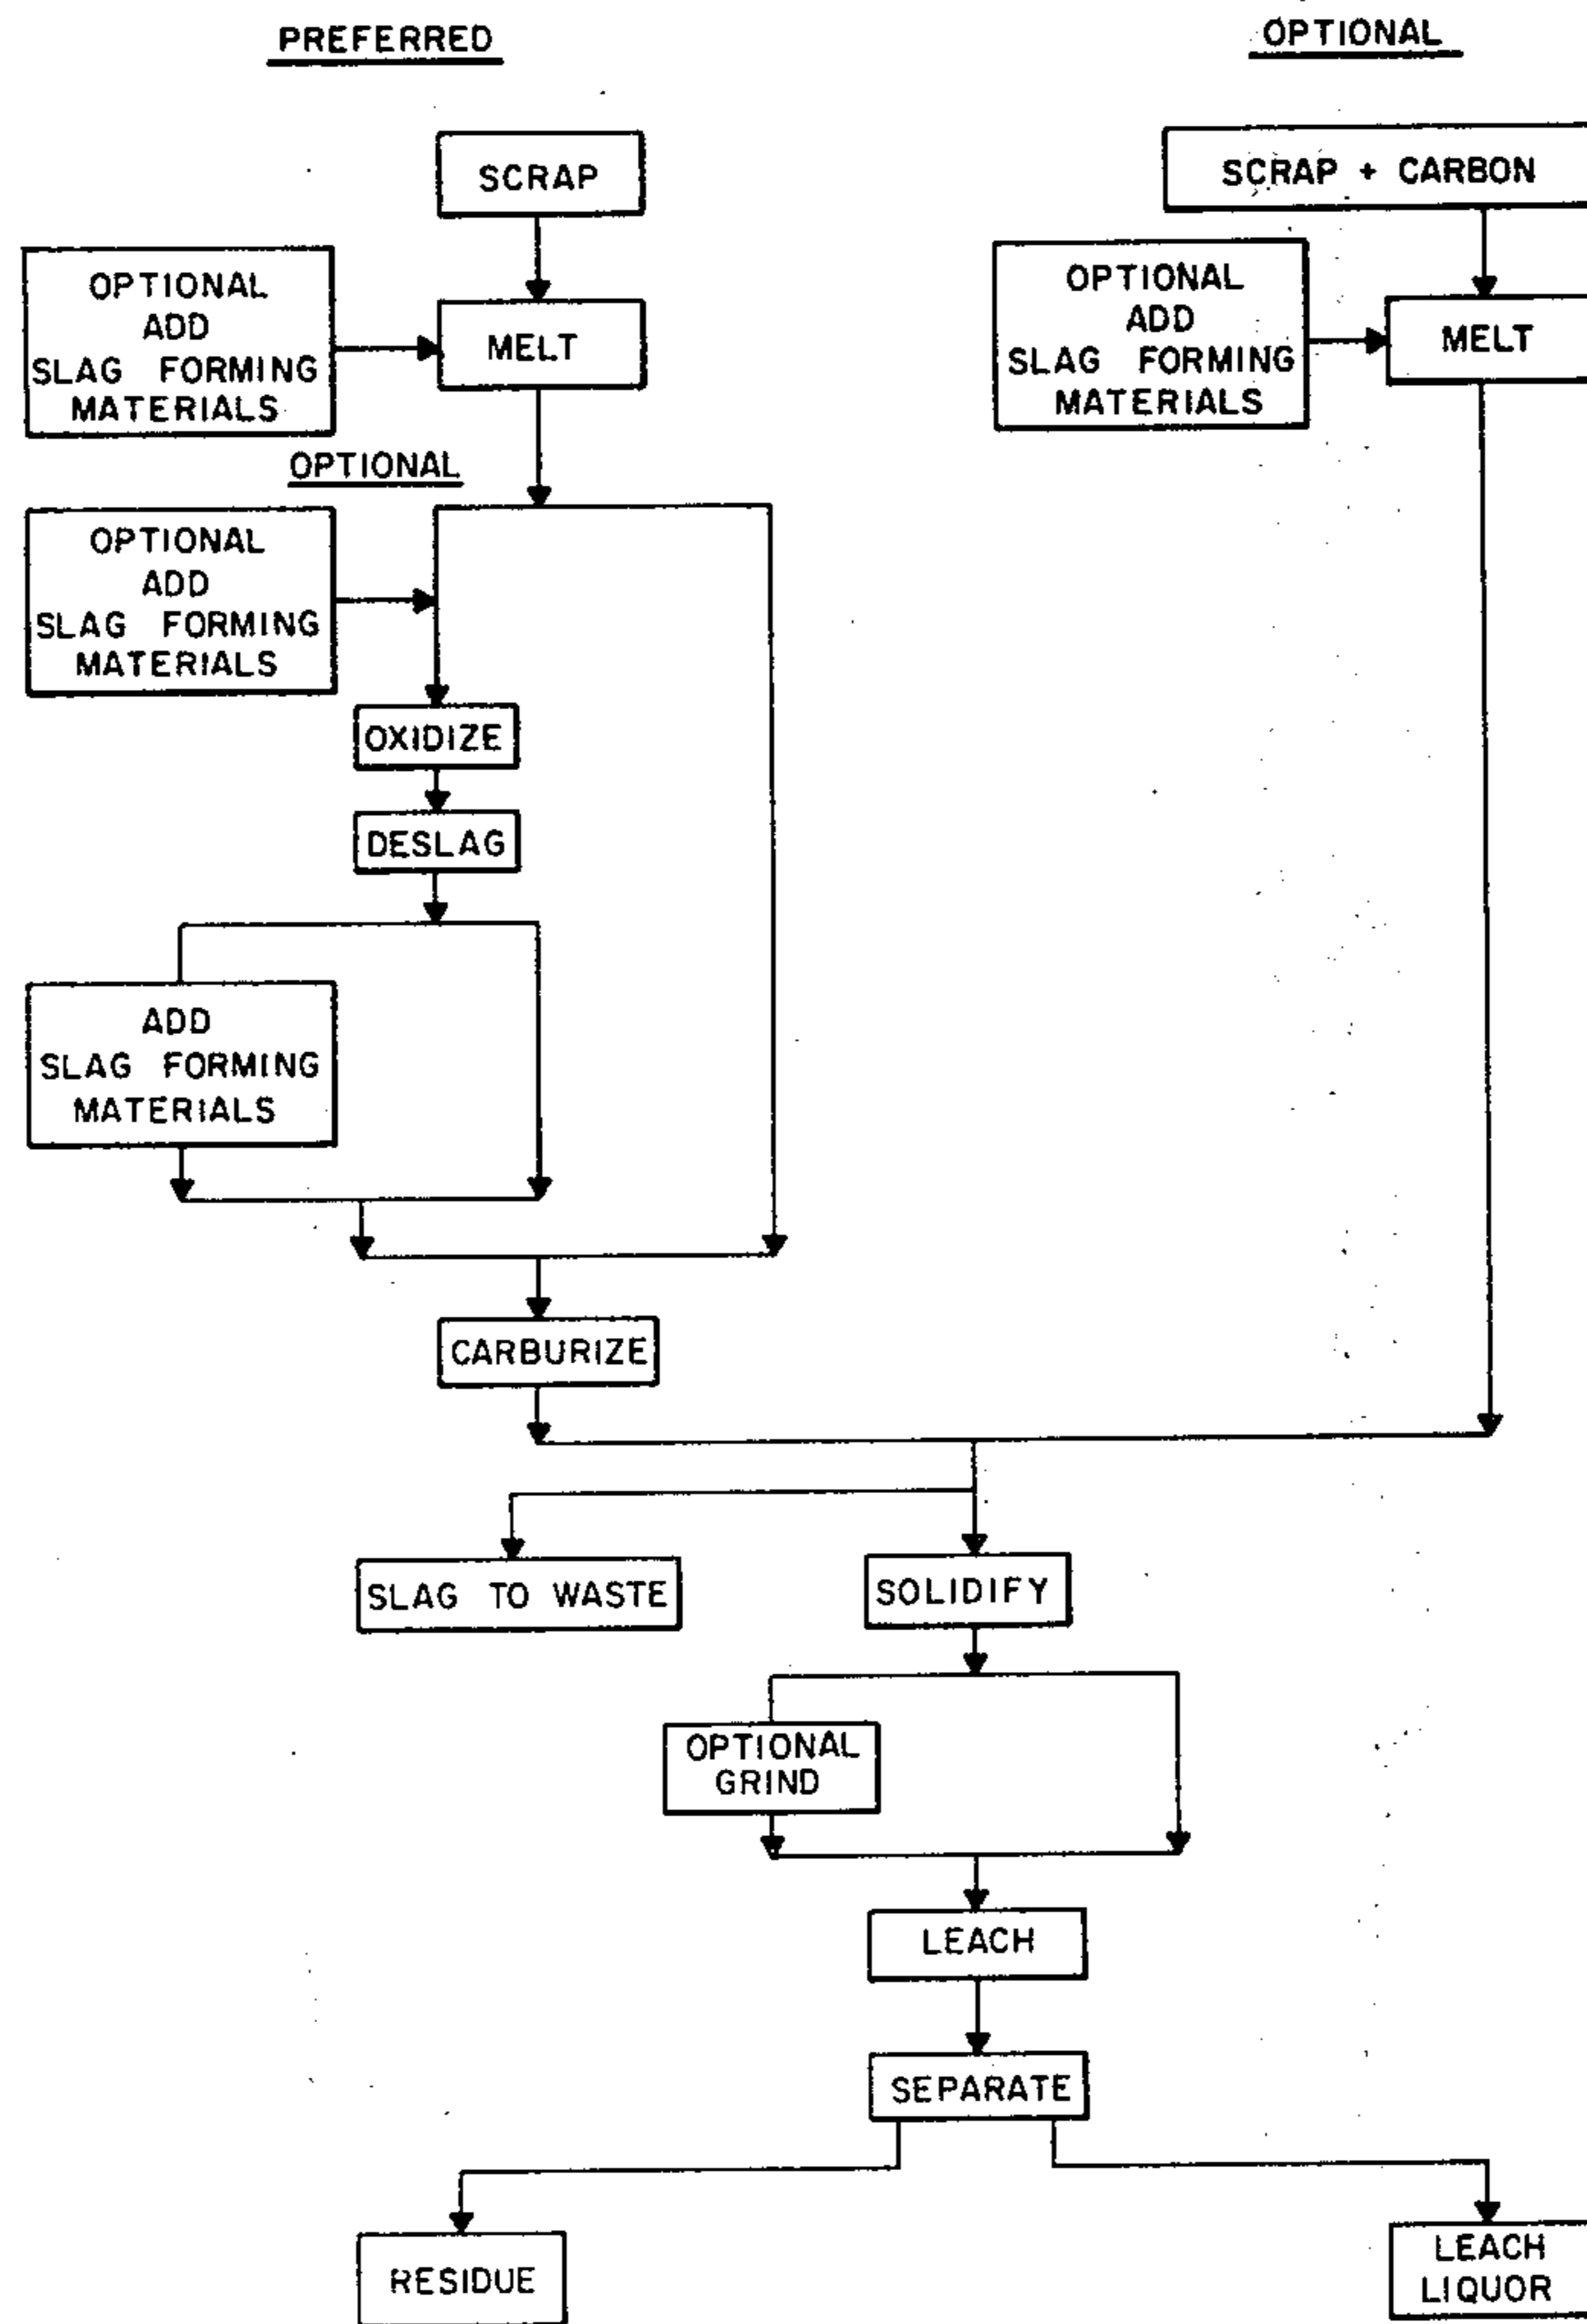 PREFERRED
OPTIONAL
SCRAP
SCRAP + CARBON
OPTIONAL
ADD
SLAG FORMING
MATERIALS
MELT
OPTIONAL
ADD
SLAG FORMING
MATERIALS
MELT
OPTIONAL
OPTIONAL
ADD
SLAG FORMING
MATERIALS
OXIDIZE
DESLAG
ADD
SLAG FORMING
MATERIALS
CARBURIZE
SLAG TO WASTE
SOLIDIFY
OPTIONAL
GRIND
LEACH
SEPARATE
RESIDUE
LEACH
LIQUOR